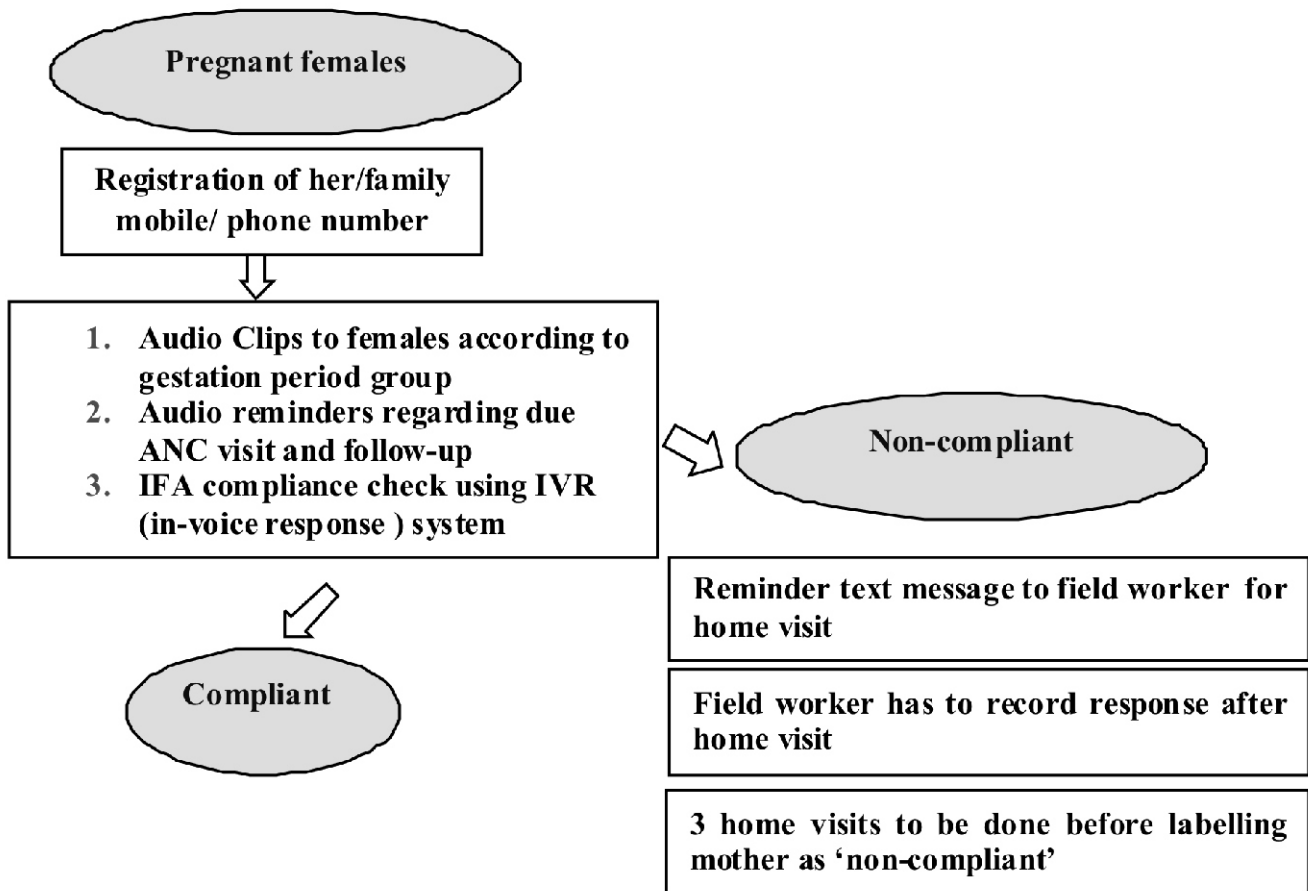 Pregnant females
Registration of her/family
mobile/ phone number
1. Audio Clips to females according to
gestation period group
2. Audio reminders regarding due
ANC visit and follow-up
3. IFA compliance check using IVR
(in-voice response ) system
Non-compliant
Compliant
Reminder text message to field worker for
home visit
Field worker has to record response after
home visit
3 home visits to be done before labelling
mother as ‘non-compliant’